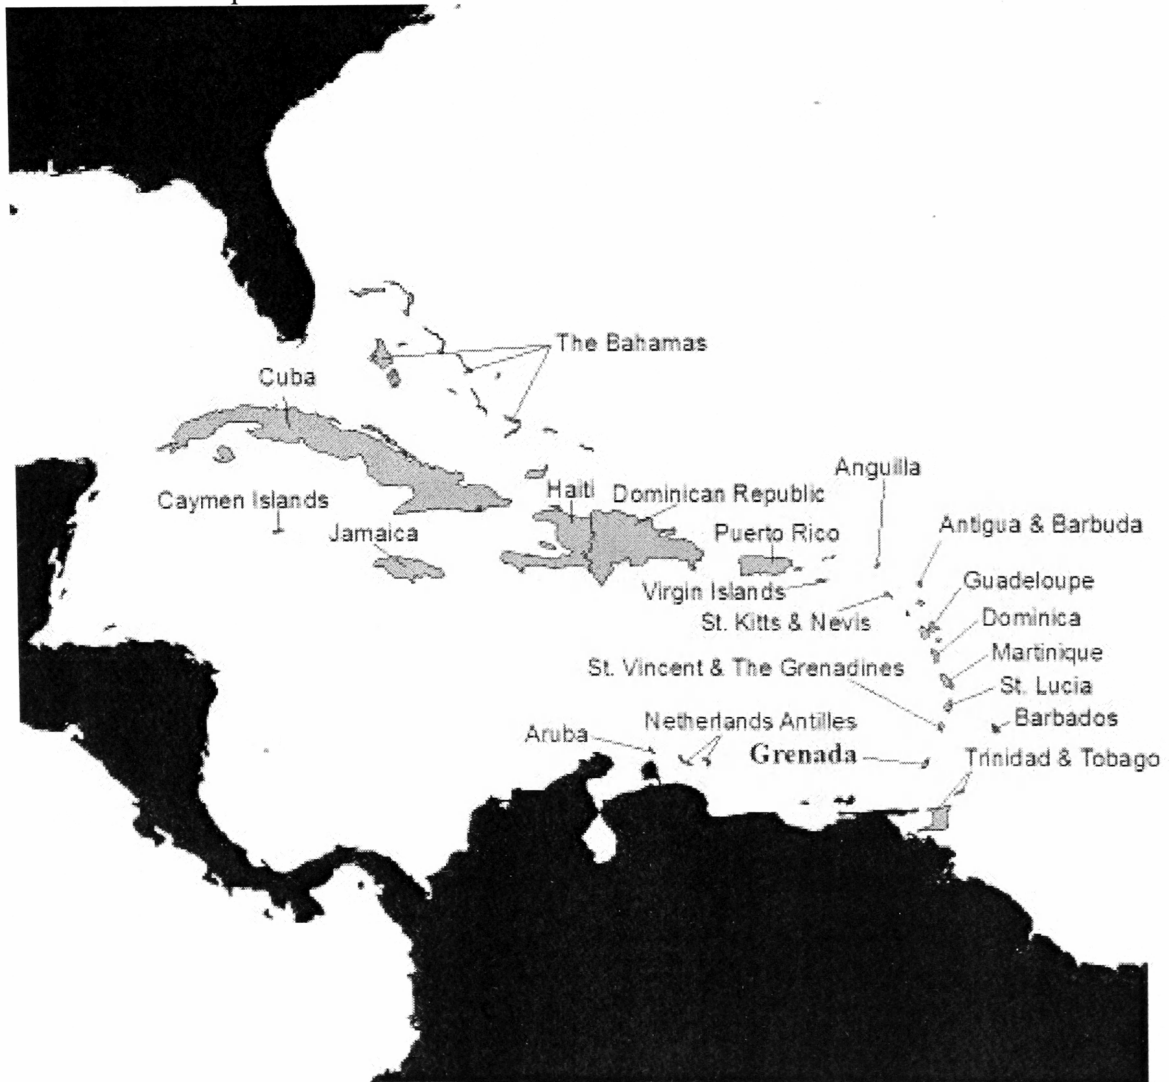 The Bahamas
Cuba
Anguilla
Caymen Islands
Haiti
Dominican Republic
Jamaica
Puerto Rico
Antigua & Barbuda
Virgin Islands
Guadeloupe
St. Kitts & Nevis
Dominica
Martinique
St. Vincent & The Grenadines
St. Lucia
Netherlands Antilles
Barbados
Aruba
Grenada
Trinidad & Tobago